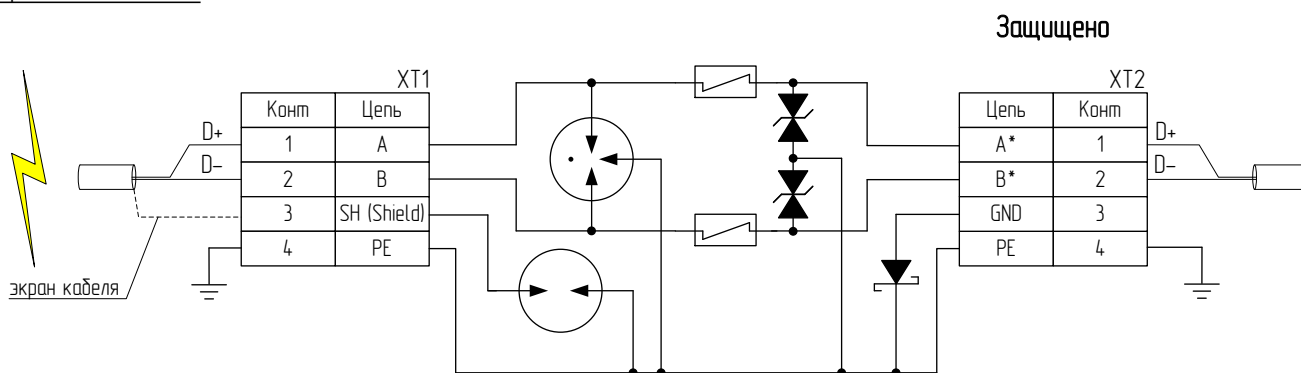 Защищено
XT1
XT2
Конт Цепь
Цепь Конт
D+ 1 A
A* 1 D+
D- 2 B
B* 2 D-
3 SH (Shield)
GND 3
4 PE
PE 4
экран кабеля